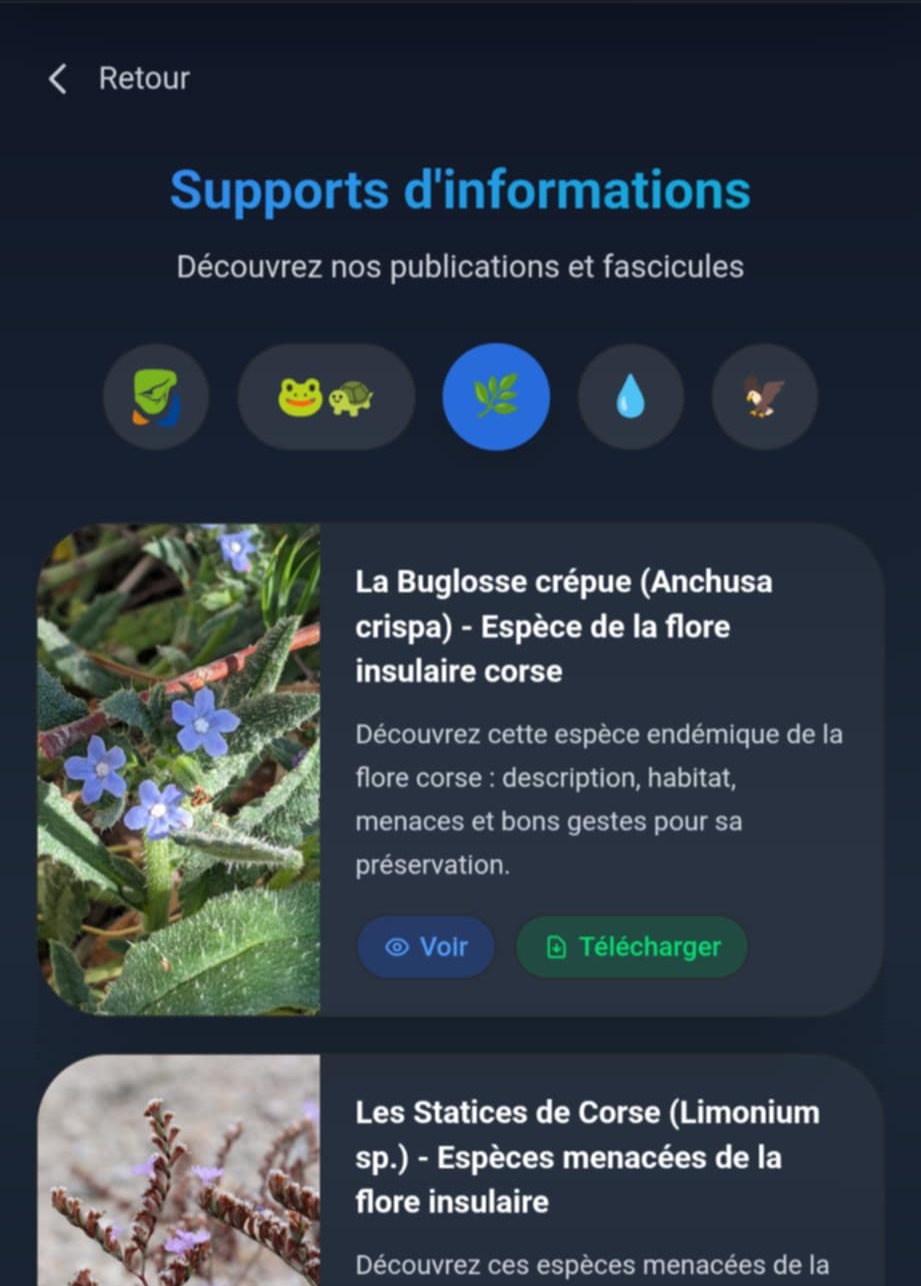 Retour
Supports d'informations
Découvrez nos publications et fascicules
La Buglosse crépue (Anchusa
crispa) - Espèce de la flore
insulaire corse
Découvrez cette espèce endémique de la
flore corse : description, habitat,
menaces et bons gestes pour sa
préservation.
Voir
Télécharger
Les Statices de Corse (Limonium
sp.) - Espèces menacées de la
flore insulaire
Découvrez ces espèces menacées de la